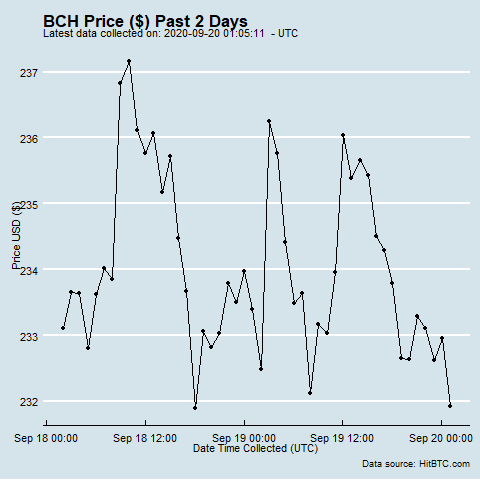 BCH Price ($) Past 2 Days
Latest data collected on: 2020-09-20 01:05:11 - UTC
237
236
235
234
233
232
Price USD ($)
Sep 18 00:00 Sep 18 12:00 Sep 19 00:00 Sep 19 12:00 Sep 20 00:00
Date Time Collected (UTC)
Data source: HitBTC.com